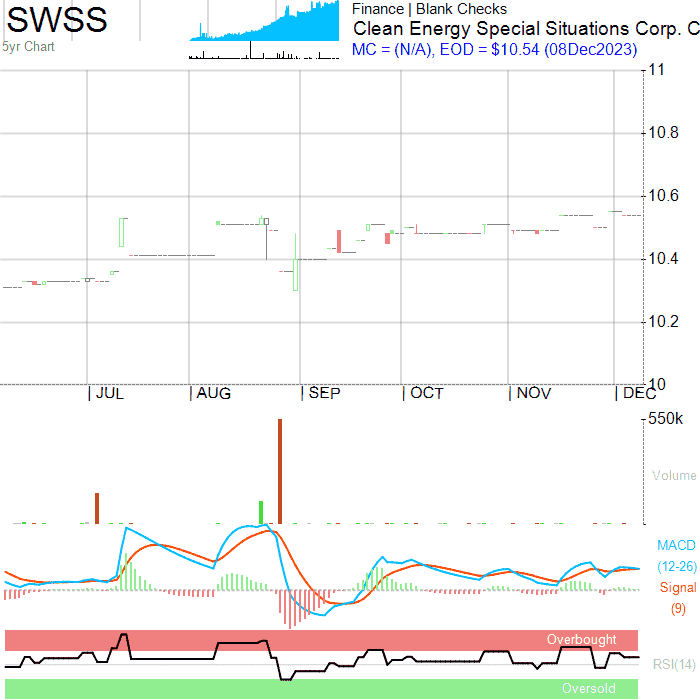 SWSS
5yr Chart
Finance | Blank Checks
Clean Energy Special Situations Corp. C
MC = (N/A), EOD = $10.54 (08Dec2023)
11
10.8
10.6
10.4
10.2
10
JUL
AUG
SEP
OCT
NOV
DEC
550k
Volume
MACD
(12-26)
Signal
(9)
Overbought
RSI(14)
Oversold